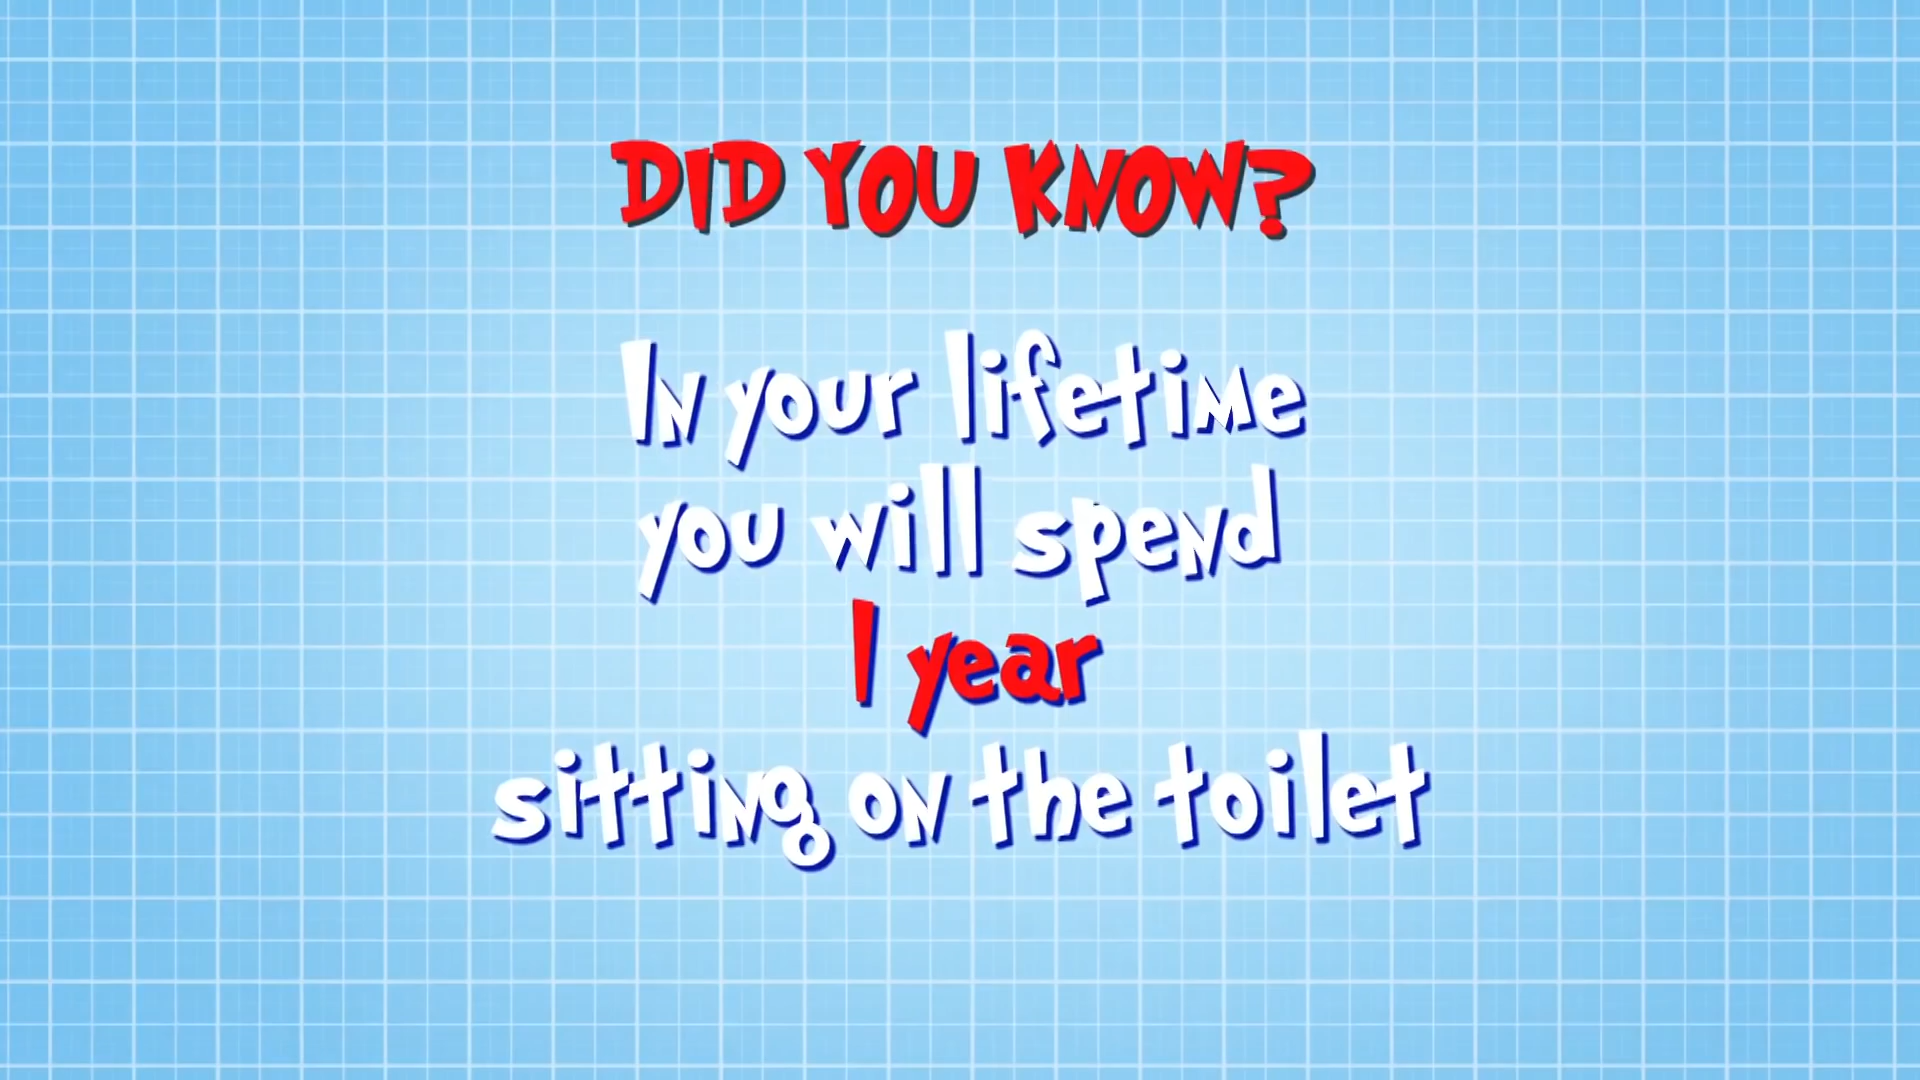 DID YOU KNOW?
In your lifetime
you will spend
1 year
sitting on the toilet